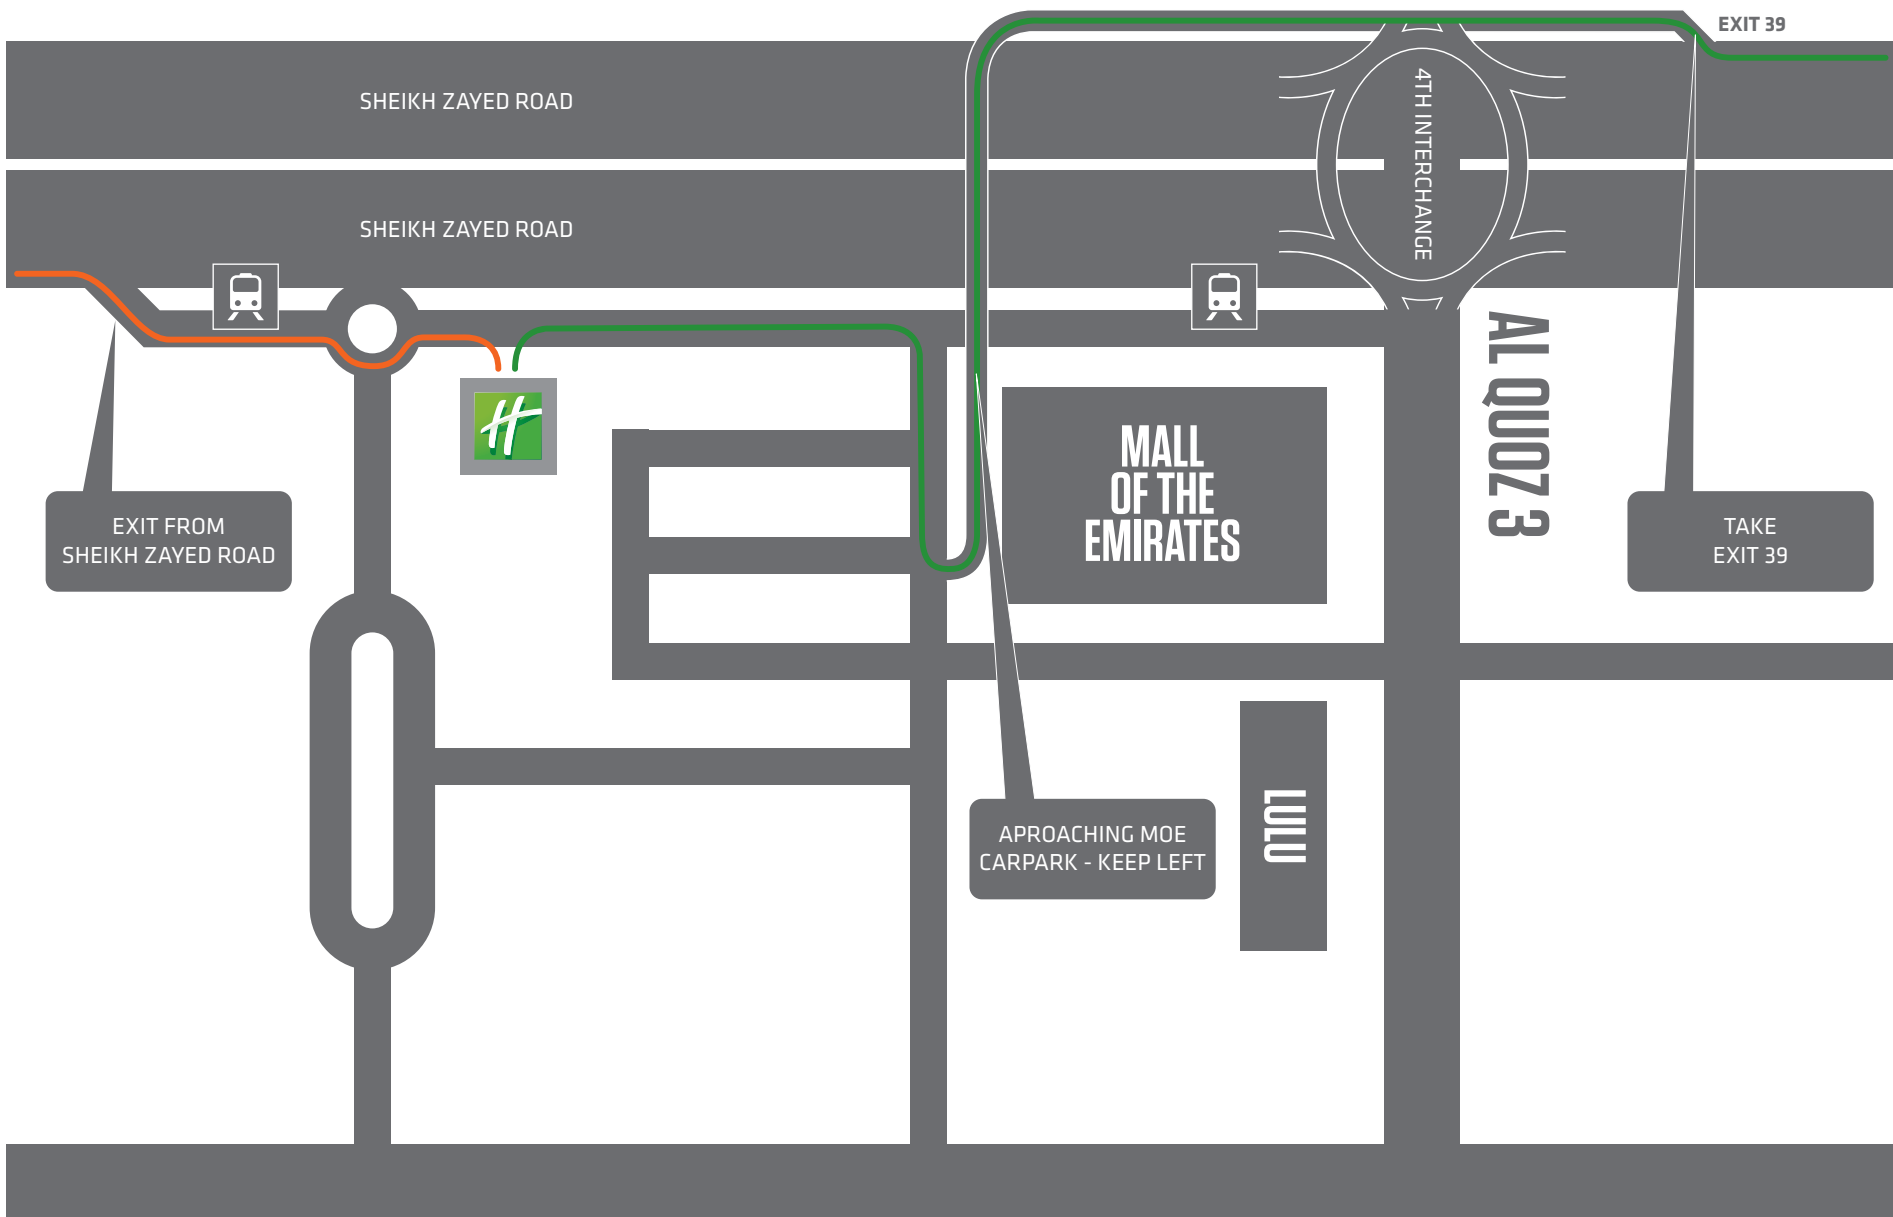 EXIT 39
SHEIKH ZAYED ROAD
4TH INTERCHANGE
SHEIKH ZAYED ROAD
AL QUOZ 3
MALL
OF THE
EMIRATES
EXIT FROM
SHEIKH ZAYED ROAD
TAKE
EXIT 39
APROACHING MOE
CARPARK - KEEP LEFT
LULU